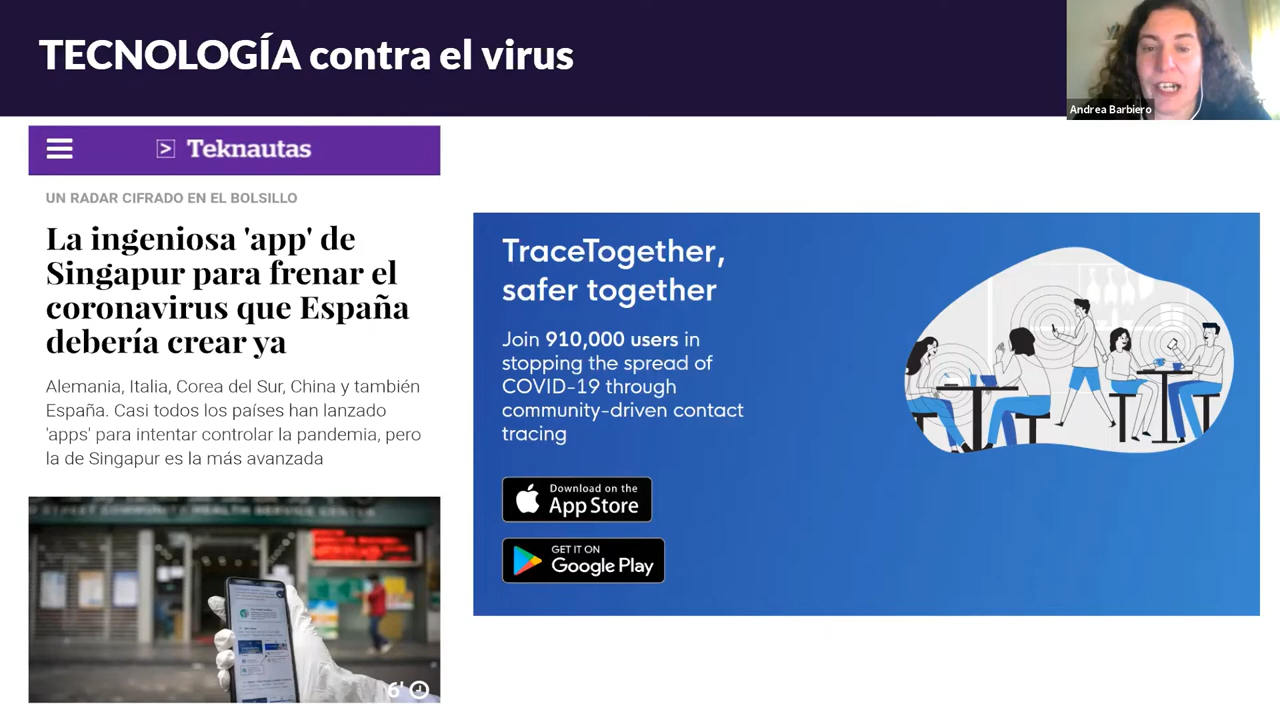 TECNOLOGÍA contra el virus
Andrea Barbiero
Teknautas
UN RADAR CIFRADO EN EL BOLSILLO
La ingeniosa 'app' de
Singapur para frenar el
coronavirus que España
debería crear ya
Alemania, Italia, Corea del Sur, China y también
España. Casi todos los países han lanzado
'apps' para intentar controlar la pandemia, pero
la de Singapur es la más avanzada
6'
TraceTogether,
safer together
Join 910,000 users in
stopping the spread of
COVID-19 through
community-driven contact
tracing
Download on the
App Store
GET IT ON
Google Play